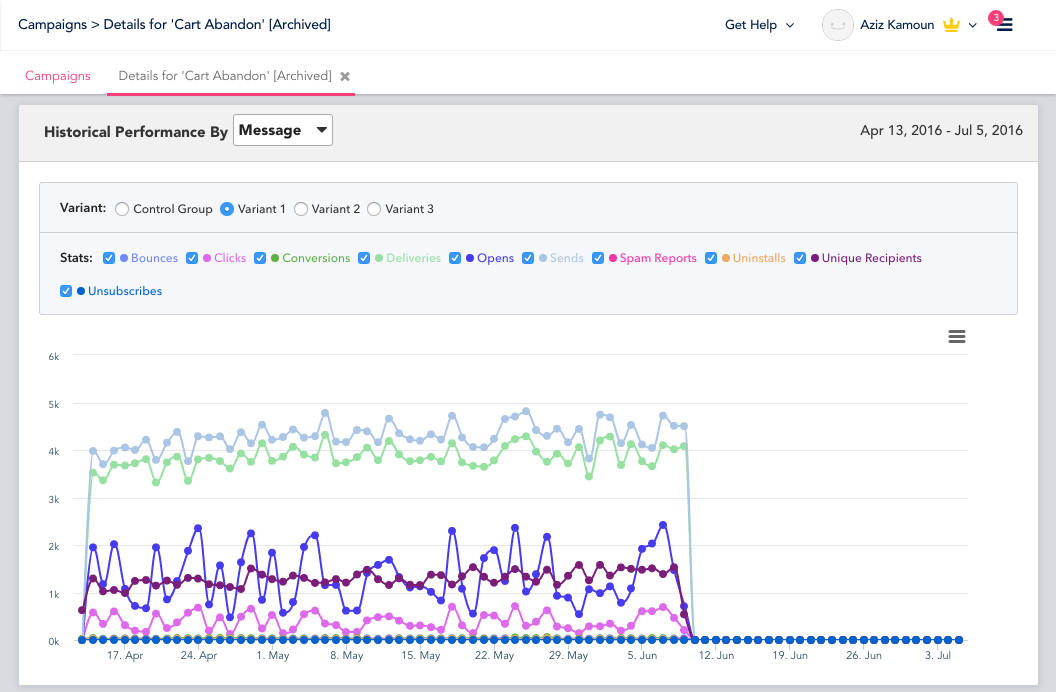 Campaigns > Details for 'Cart Abandon' [Archived]
Get Help
Aziz Kamoun
3
Campaigns
Details for 'Cart Abandon' [Archived]
Historical Performance By Message
Apr 13, 2016 - Jul 5, 2016
Variant: Control Group Variant 1 Variant 2 Variant 3
Stats: Bounces Clicks Conversions Deliveries Opens Sends Spam Reports Uninstalls Unique Recipients
Unsubscribes
6k
5k
4k
3k
2k
1k
0k
17. Apr 24. Apr 1. May 8. May 15. May 22. May 29. May 5. Jun 12. Jun 19. Jun 26. Jun 3. Jul